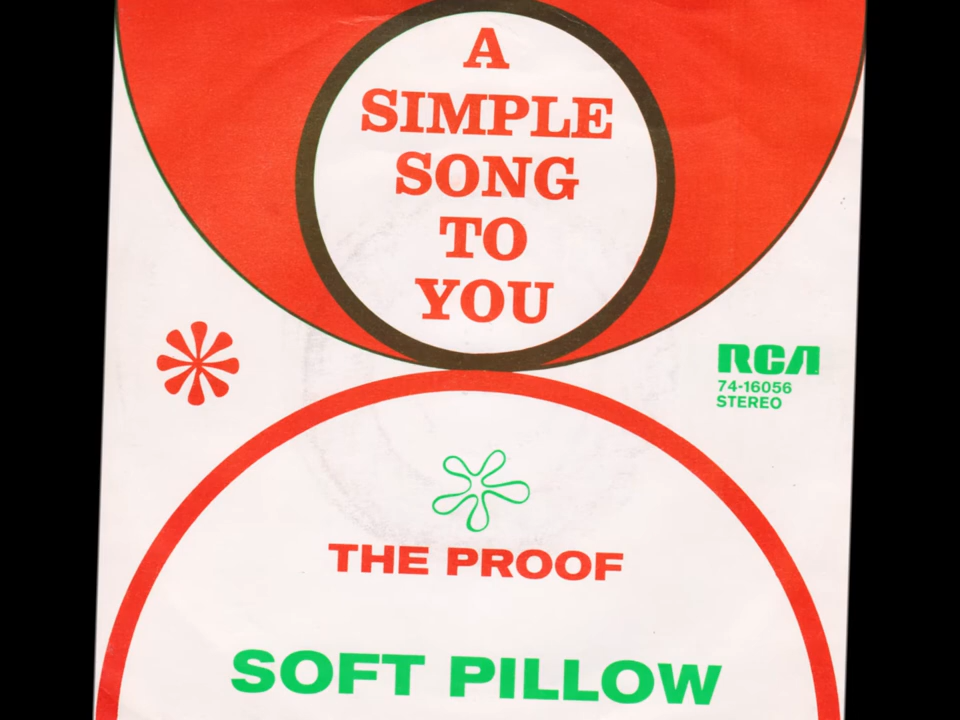 A
SIMPLE
SONG
TO
YOU
RCA
74-16056
STEREO
THE PROOF
SOFT PILLOW